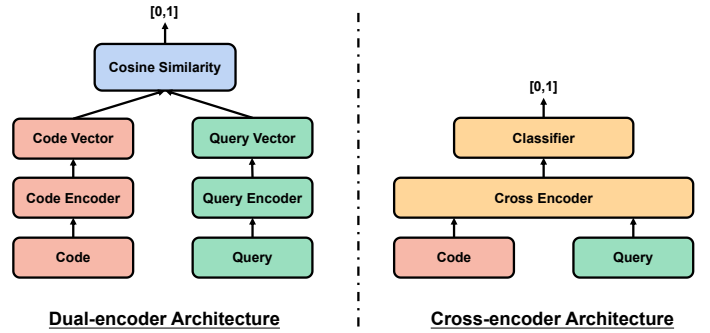 [0,1]
Cosine Similarity
Code Vector
Query Vector
Code Encoder
Query Encoder
Code
Query
Dual-encoder Architecture
[0,1]
Classifier
Cross Encoder
Code
Query
Cross-encoder Architecture